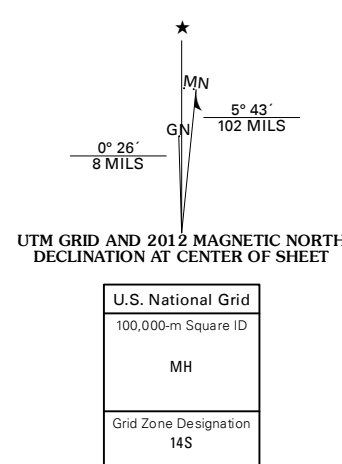 ★
MN
GN
5° 43´
102 MILS
0° 26´
8 MILS
UTM GRID AND 2012 MAGNETIC NORTH
DECLINATION AT CENTER OF SHEET
U.S. National Grid
100,000-m Square ID
MH
Grid Zone Designation
14S